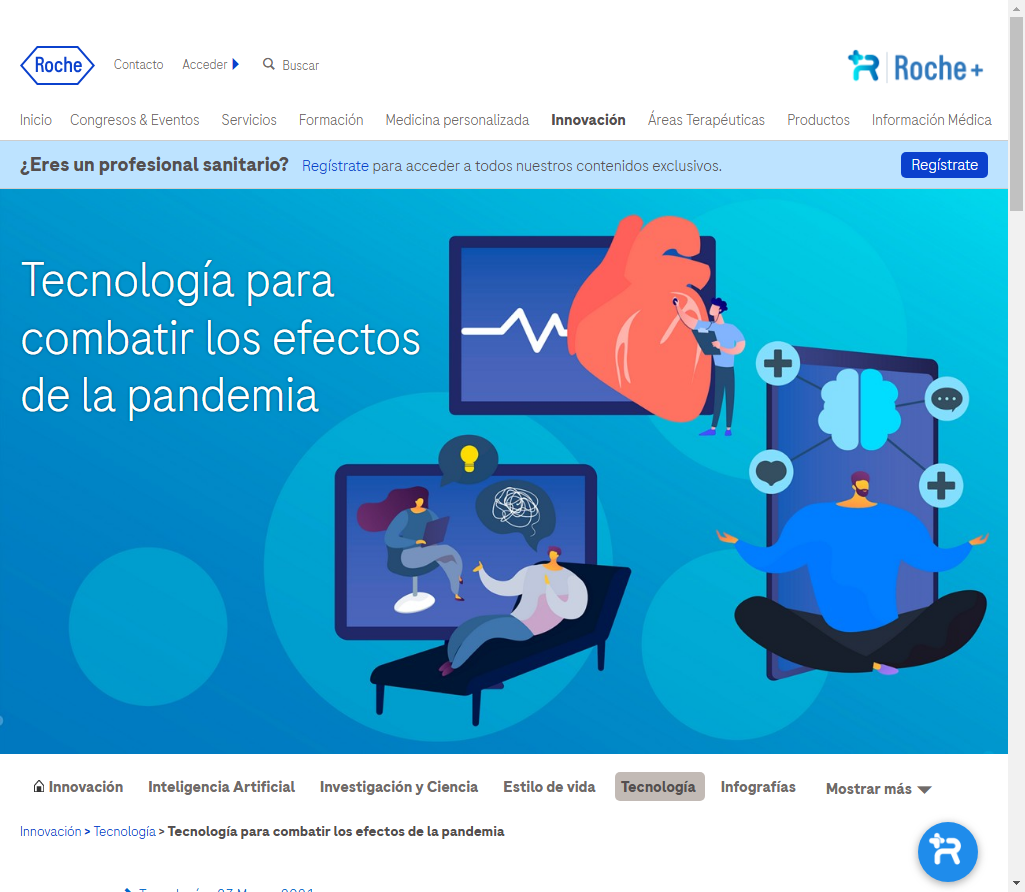 Roche
Contacto
Acceder
Buscar
Roche+
Inicio
Congresos & Eventos
Servicios
Formación
Medicina personalizada
Innovación
Áreas Terapéuticas
Productos
Información Médica
¿Eres un profesional sanitario?
Regístrate para acceder a todos nuestros contenidos exclusivos.
Regístrate
Tecnología para
combatir los efectos
de la pandemia
Innovación
Inteligencia Artificial
Investigación y Ciencia
Estilo de vida
Tecnología
Infografías
Mostrar más
Innovación > Tecnología > Tecnología para combatir los efectos de la pandemia